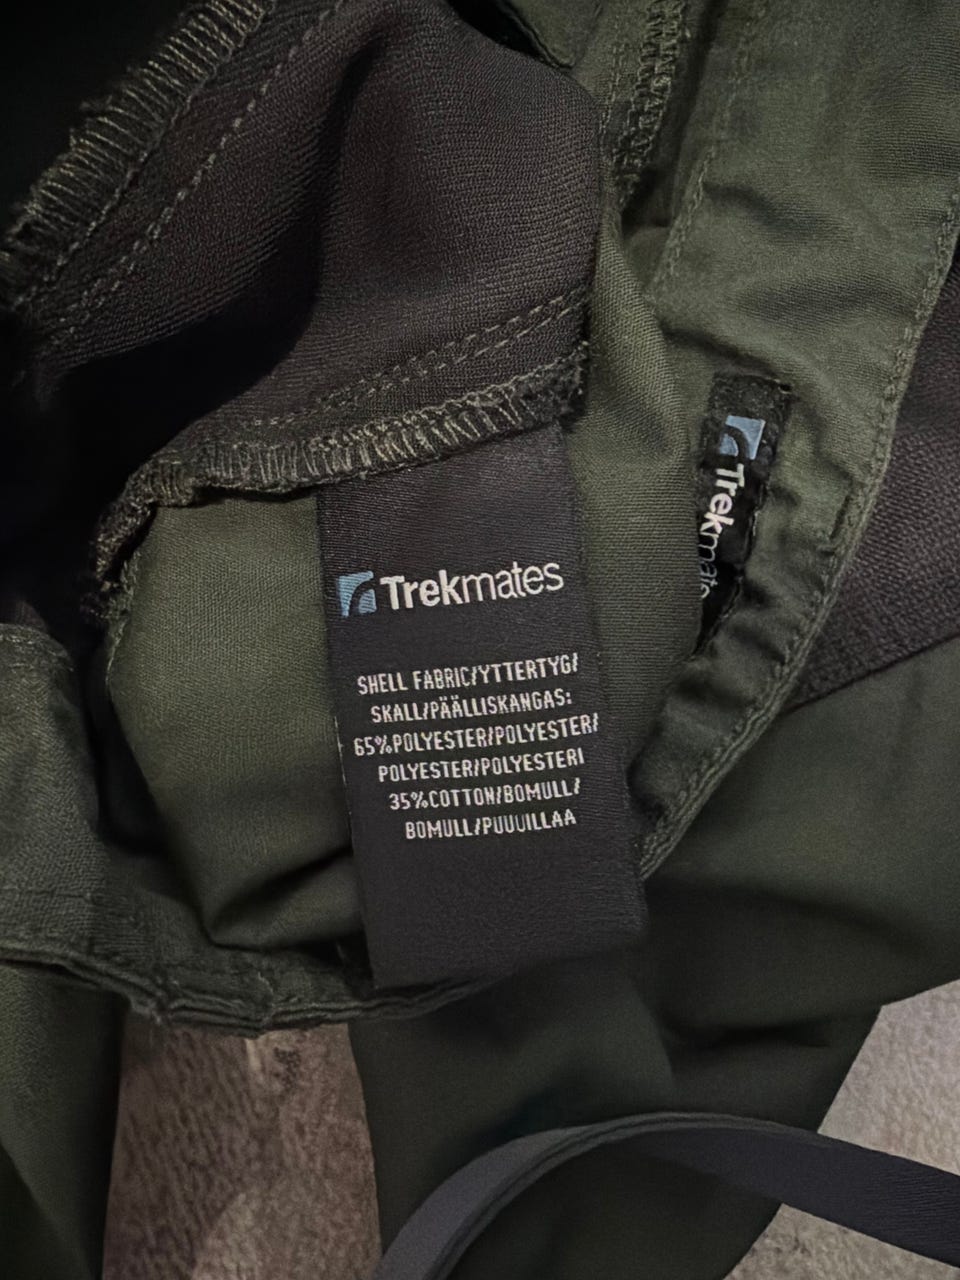 Trekmates
SHELL FABRIC/YTTERTYG/
SKALL/PÄÄLLISKANGAS:
65%POLYESTER/POLYESTER/
POLYESTER/POLYESTERI
35%COTTON/BOMULL/
BOMULL/PUUUILLAA
Trekmate